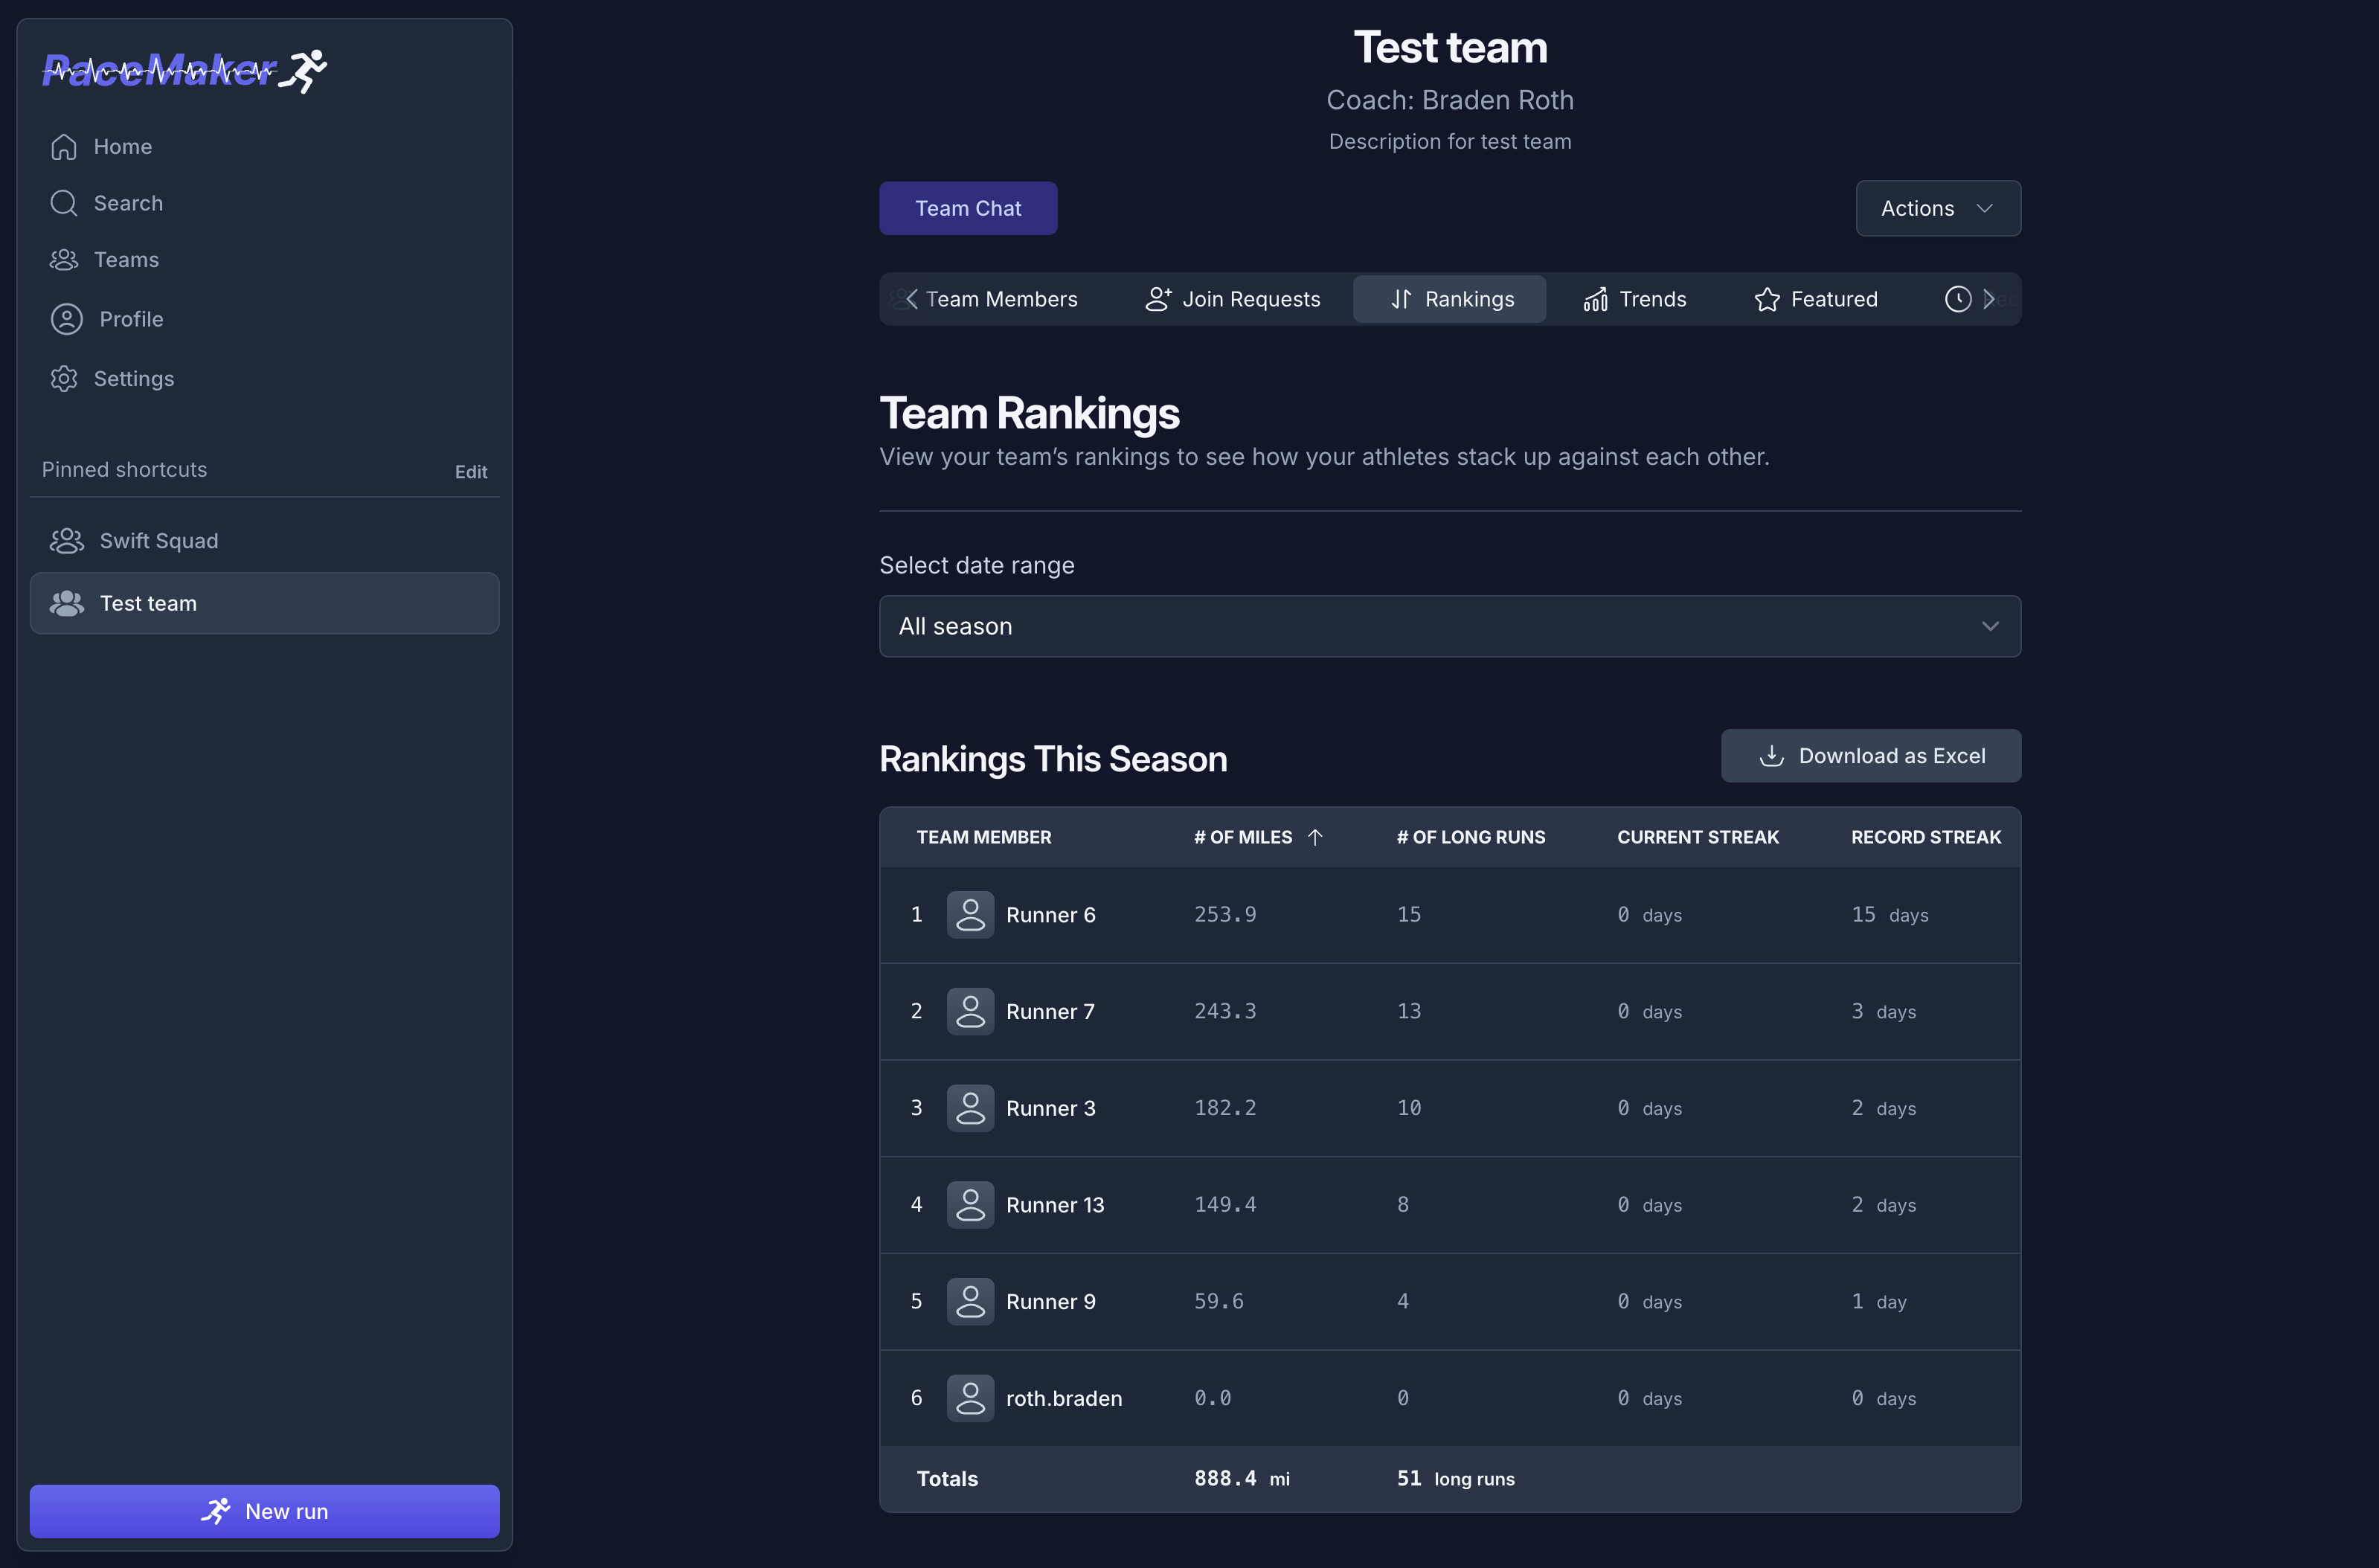 PaceMaker
Home
Search
Teams
Profile
Settings
Pinned shortcuts Edit
Swift Squad
Test team
New run
Test team
Coach: Braden Roth
Description for test team
Team Chat Actions
Team Members Join Requests Rankings Trends Featured
Team Rankings
View your team’s rankings to see how your athletes stack up against each other.
Select date range
All season
Rankings This Season Download as Excel
TEAM MEMBER # OF MILES # OF LONG RUNS CURRENT STREAK RECORD STREAK
1 Runner 6 253.9 15 0 days 15 days
2 Runner 7 243.3 13 0 days 3 days
3 Runner 3 182.2 10 0 days 2 days
4 Runner 13 149.4 8 0 days 2 days
5 Runner 9 59.6 4 0 days 1 day
6 roth.braden 0.0 0 0 days 0 days
Totals 888.4 mi 51 long runs